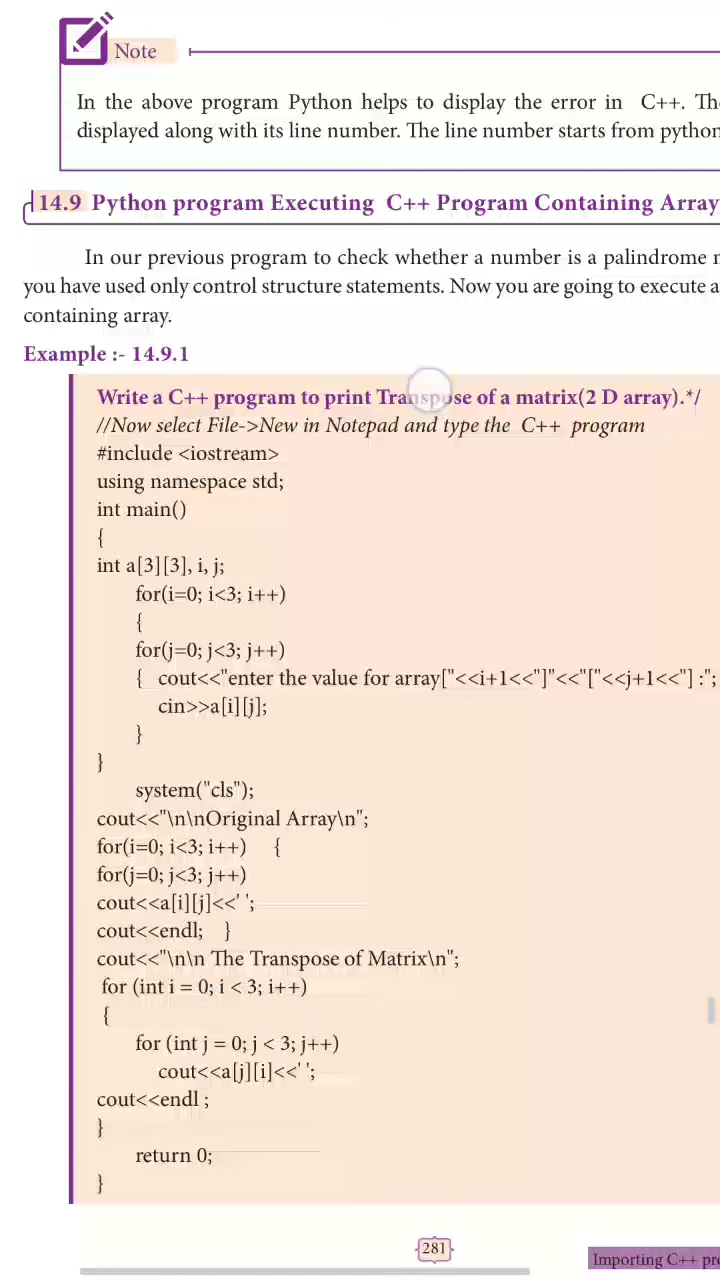 Note
In the above program Python helps to display the error in C++. The
displayed along with its line number. The line number starts from python
14.9 Python program Executing C++ Program Containing Array
In our previous program to check whether a number is a palindrome
you have used only control structure statements. Now you are going to execute a
containing array.
Example :- 14.9.1
Write a C++ program to print Transpose of a matrix(2 D array).*/
//Now select File->New in Notepad and type the C++ program
#include <iostream>
using namespace std;
int main()
{
int a[3][3], i, j;
for(i=0; i<3; i++)
{
for(j=0; j<3; j++)
{ cout<<"enter the value for array["<<i+1<<"]"<<"["<<j+1<<"] :";
cin>>a[i][j];
}
}
system("cls");
cout<<"\n\nOriginal Array\n";
for(i=0; i<3; i++) {
for(j=0; j<3; j++)
cout<<a[i][j]<<' ';
cout<<endl; }
cout<<"\n\n The Transpose of Matrix\n";
for (int i = 0; i < 3; i++)
{
for (int j = 0; j < 3; j++)
cout<<a[j][i]<<' ';
cout<<endl ;
}
return 0;
}
281
Importing C++